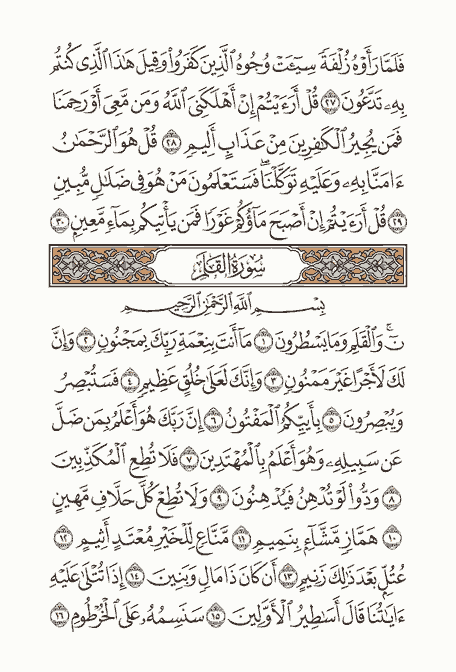 فَلَمَّا رَأَوۡهُ زُلۡفَةٗ سِيٓـَٔتۡ وُجُوهُ ٱلَّذِينَ كَفَرُواْ وَقِيلَ هَٰذَا ٱلَّذِي كُنتُم
بِهِۦ تَدَّعُونَ ٢٧ قُلۡ أَرَءَيۡتُمۡ إِنۡ أَهۡلَكَنِيَ ٱللَّهُ وَمَن مَّعِيَ أَوۡ رَحِمَنَا
فَمَن يُجِيرُ ٱلۡكَٰفِرِينَ مِنۡ عَذَابٍ أَلِيمٖ ٢٨ قُلۡ هُوَ ٱلرَّحۡمَٰنُ
ءَامَنَّا بِهِۦ وَعَلَيۡهِ تَوَكَّلۡنَاۖ فَسَتَعۡلَمُونَ مَنۡ هُوَ فِي ضَلَٰلٖ مُّبِينٖ
٢٩ قُلۡ أَرَءَيۡتُمۡ إِنۡ أَصۡبَحَ مَآؤُكُمۡ غَوۡرٗا فَمَن يَأۡتِيكُم بِمَآءٖ مَّعِينِۭ ٣٠
سُورَةُ القَلَمِ
بِسۡمِ ٱللَّهِ ٱلرَّحۡمَٰنِ ٱلرَّحِيمِ
نٓۚ وَٱلۡقَلَمِ وَمَا يَسۡطُرُونَ ١ مَآ أَنتَ بِنِعۡمَةِ رَبِّكَ بِمَجۡنُونٖ ٢ وَإِنَّ
لَكَ لَأَجۡرًا غَيۡرَ مَمۡنُونٖ ٣ وَإِنَّكَ لَعَلَىٰ خُلُقٍ عَظِيمٖ ٤ فَسَتُبۡصِرُ
وَيُبۡصِرُونَ ٥ بِأَييِّكُمُ ٱلۡمَفۡتُونُ ٦ إِنَّ رَبَّكَ هُوَ أَعۡلَمُ بِمَن ضَلَّ
عَن سَبِيلِهِۦ وَهُوَ أَعۡلَمُ بِٱلۡمُهۡتَدِينَ ٧ فَلَا تُطِعِ ٱلۡمُكَذِّبِينَ
٨ وَدُّواْ لَوۡ تُدۡهِنُ فَيُدۡهِنُونَ ٩ وَلَا تُطِعۡ كُلَّ حَلَّافٖ مَّهِينٍ
١٠ هَمَّازٖ مَّشَّآءِۭ بِنَمِيمٖ ١١ مَّنَّاعٖ لِّلۡخَيۡرِ مُعۡتَدٍ أَثِيمٍ ١٢
عُتُلِّۭ بَعۡدَ ذَٰلِكَ زَنِيمٍ ١٣ أَن كَانَ ذَا مَالٖ وَبَنِينَ ١٤ إِذَا تُتۡلَىٰ عَلَيۡهِ
ءَايَٰتُنَا قَالَ أَسَٰطِيرُ ٱلۡأَوَّلِينَ ١٥ سَنَسِمُهُۥ عَلَى ٱلۡخُرۡطُومِ ١٦